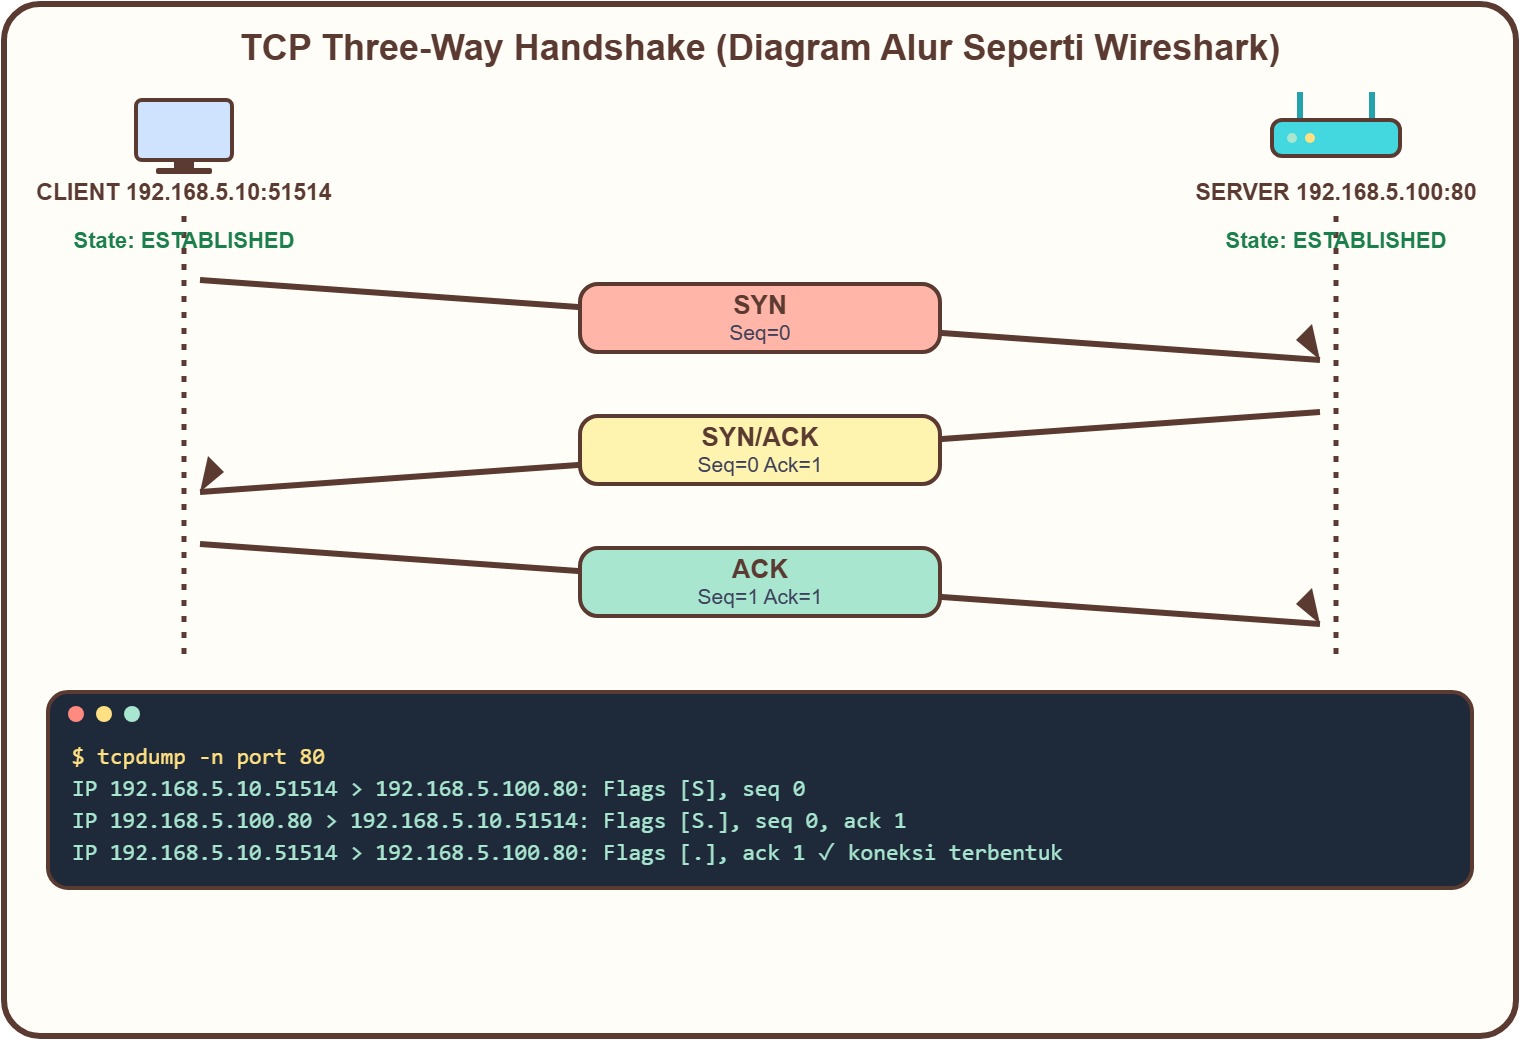 TCP Three-Way Handshake (Diagram Alur Seperti Wireshark)
CLIENT 192.168.5.10:51514
SERVER 192.168.5.100:80
State: ESTABLISHED
State: ESTABLISHED
SYN
Seq=0
SYN/ACK
Seq=0 Ack=1
ACK
Seq=1 Ack=1
$ tcpdump -n port 80
IP 192.168.5.10.51514 > 192.168.5.100.80: Flags [S], seq 0
IP 192.168.5.100.80 > 192.168.5.10.51514: Flags [S.], seq 0, ack 1
IP 192.168.5.10.51514 > 192.168.5.100.80: Flags [.], ack 1 ✓ koneksi terbentuk